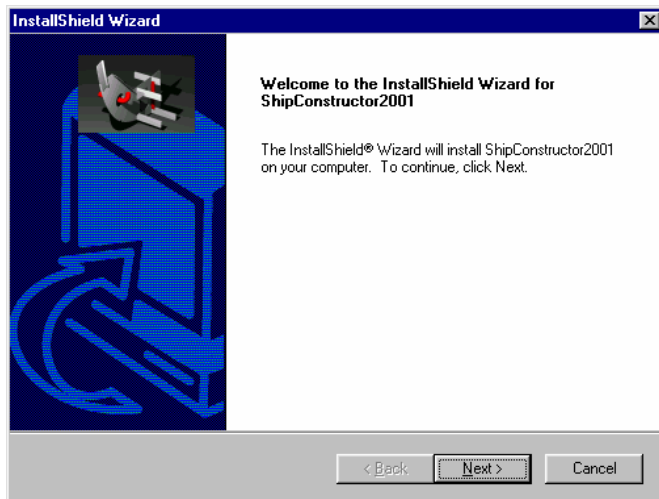 InstallShield Wizard
Welcome to the InstallShield Wizard for
ShipConstructor2001
The InstallShield® Wizard will install ShipConstructor2001
on your computer. To continue, click Next.
< Back
Next >
Cancel